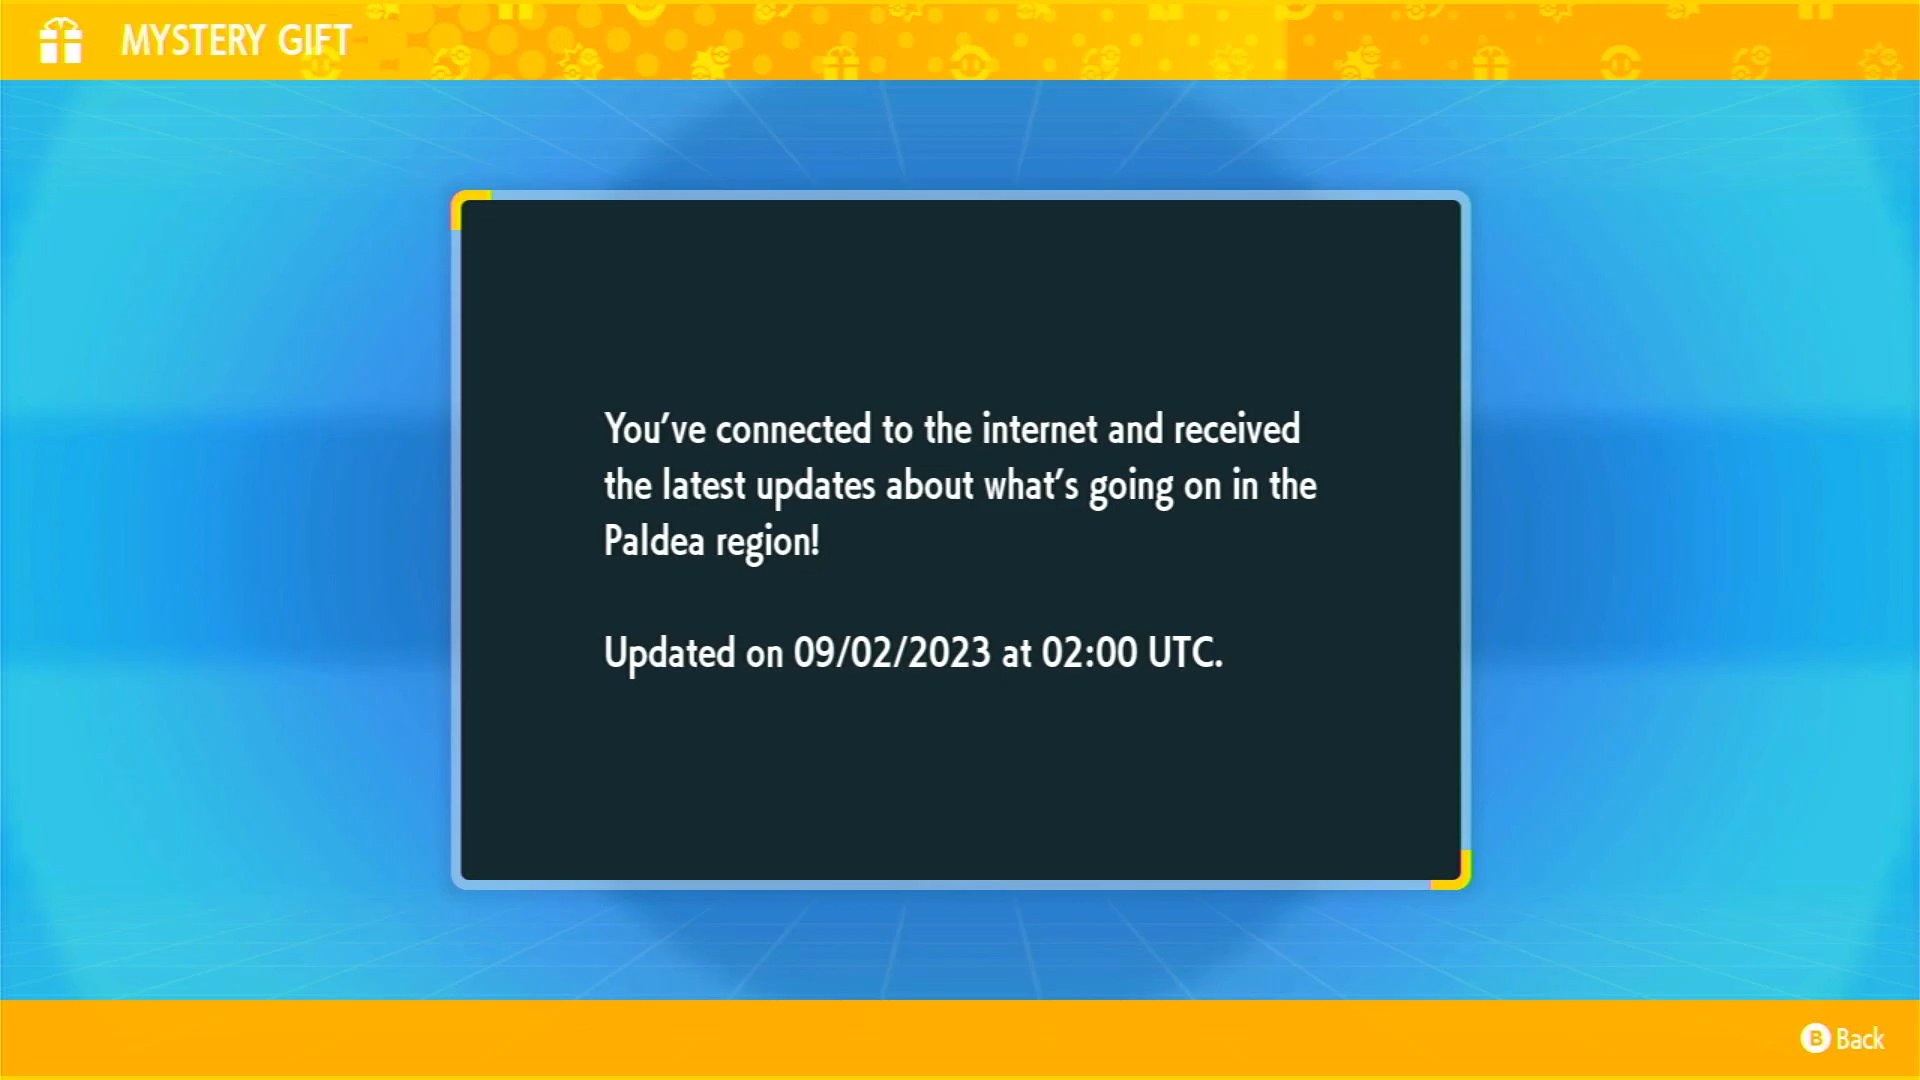 MYSTERY GIFT
You've connected to the internet and received
the latest updates about what's going on in the
Paldea region!
Updated on 09/02/2023 at 02:00 UTC.
B Back